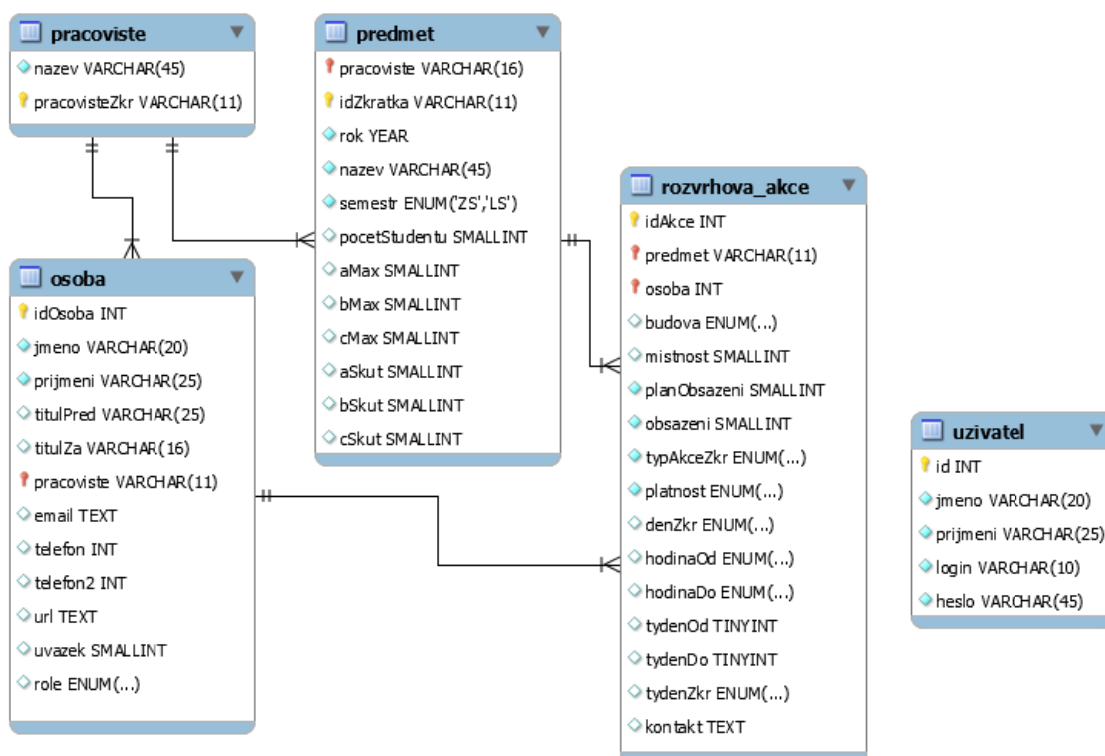 pracoviste
nazev VARCHAR(45)
pracovisteZkr VARCHAR(11)
predmet
pracoviste VARCHAR(16)
idZkratka VARCHAR(11)
rok YEAR
nazev VARCHAR(45)
semestr ENUM('ZS','LS')
pocetStudentu SMALLINT
aMax SMALLINT
bMax SMALLINT
cMax SMALLINT
aSkut SMALLINT
bSkut SMALLINT
cSkut SMALLINT
osoba
idOsoba INT
jmeno VARCHAR(20)
prijmeni VARCHAR(25)
titulPred VARCHAR(25)
titulZa VARCHAR(16)
pracoviste VARCHAR(11)
email TEXT
telefon INT
telefon2 INT
url TEXT
uvazek SMALLINT
role ENUM(...)
rozvrhova_akce
idAkce INT
predmet VARCHAR(11)
osoba INT
budova ENUM(...)
mistnost SMALLINT
planObsazeni SMALLINT
obsazeni SMALLINT
typAkceZkr ENUM(...)
platnost ENUM(...)
denZkr ENUM(...)
hodinaOd ENUM(...)
hodinaDo ENUM(...)
tydenOd TINYINT
tydenDo TINYINT
tydenZkr ENUM(...)
kontakt TEXT
uzivatel
id INT
jmeno VARCHAR(20)
prijmeni VARCHAR(25)
login VARCHAR(10)
heslo VARCHAR(45)